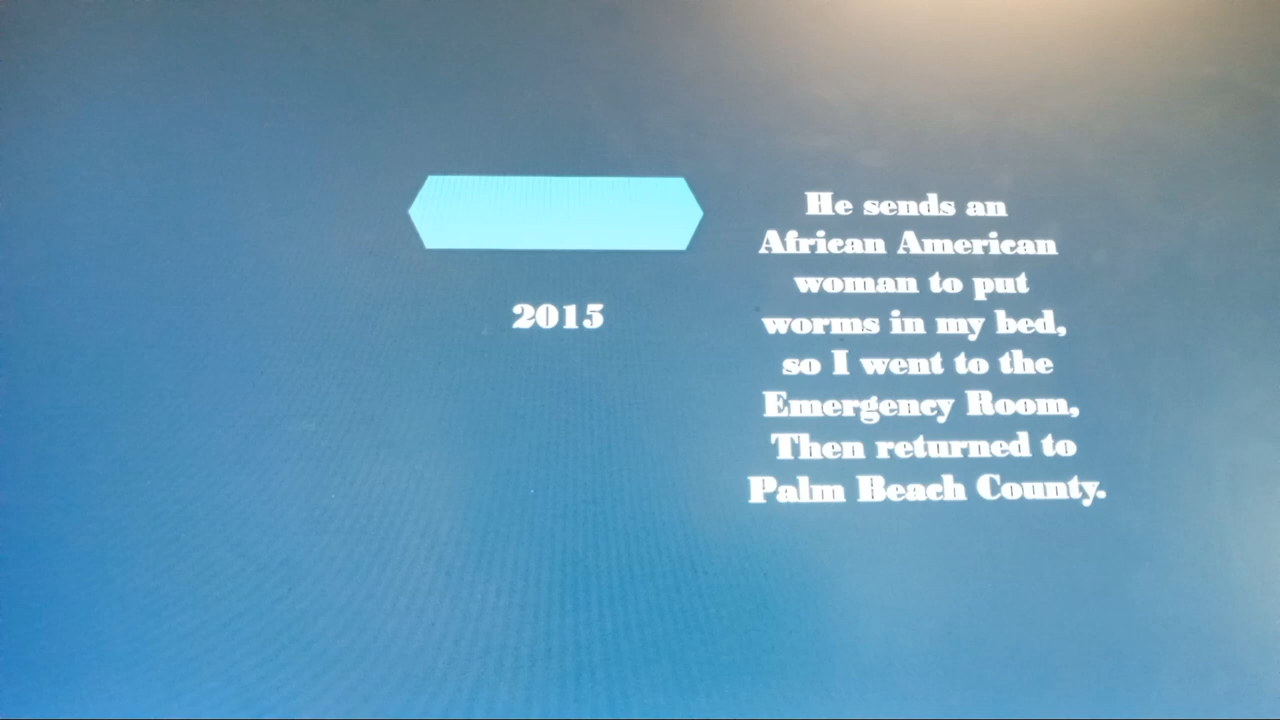 2015
He sends an
African American
woman to put
worms in my bed,
so I went to the
Emergency Room,
Then returned to
Palm Beach County.